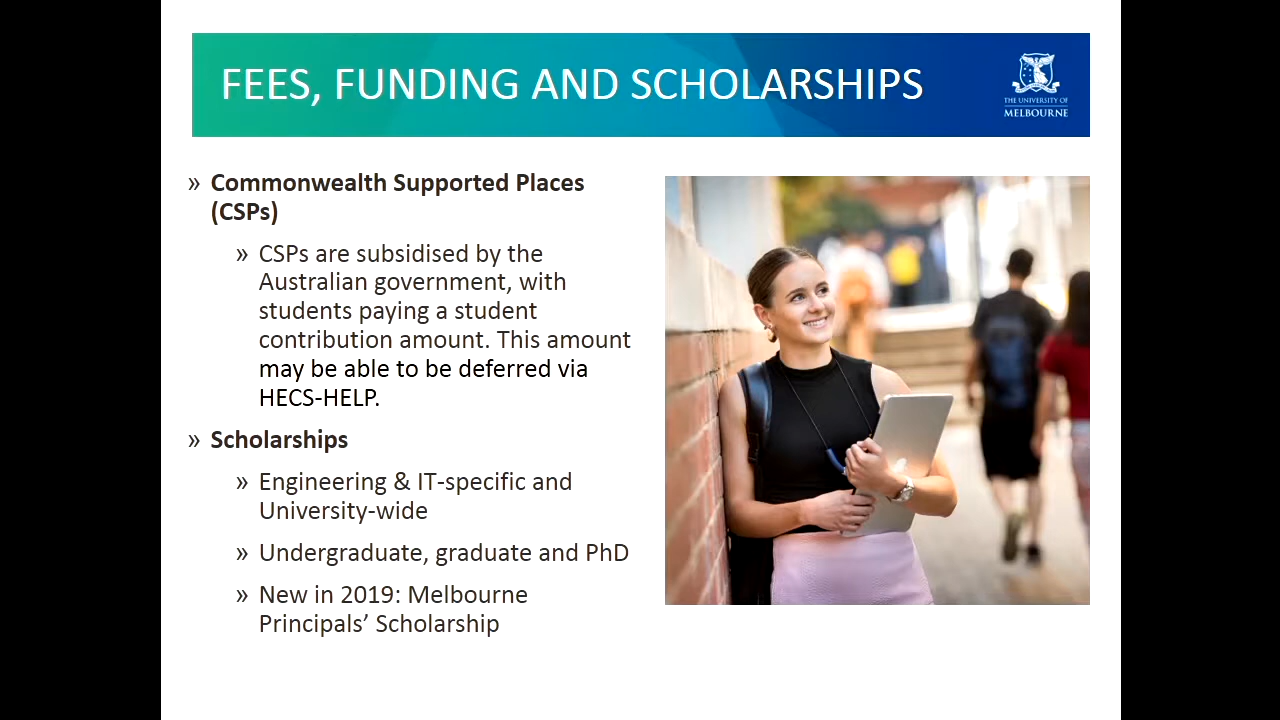 FEES, FUNDING AND SCHOLARSHIPS
THE UNIVERSITY OF
MELBOURNE
» Commonwealth Supported Places
(CSPs)
» CSPs are subsidised by the
Australian government, with
students paying a student
contribution amount. This amount
may be able to be deferred via
HECS-HELP.
» Scholarships
» Engineering & IT-specific and
University-wide
» Undergraduate, graduate and PhD
» New in 2019: Melbourne
Principals’ Scholarship